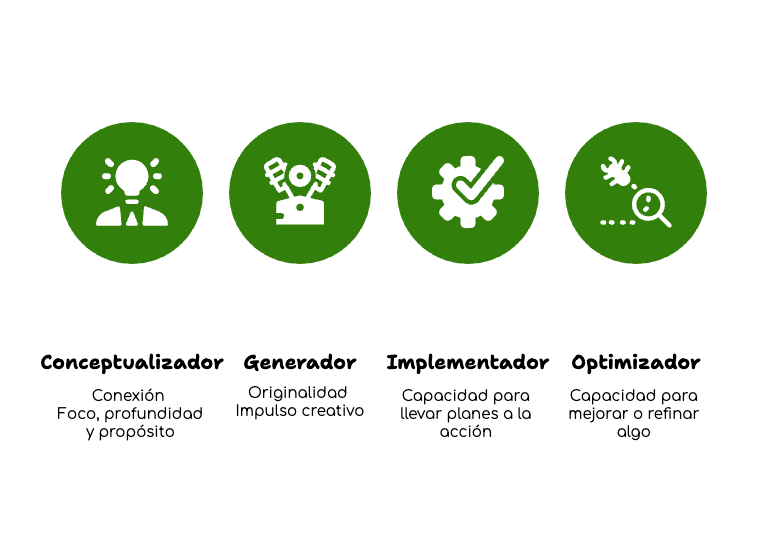 Conceptualizador
Conexión
Foco, profundidad
y propósito
Generador
Originalidad
Impulso creativo
Implementador
Capacidad para
llevar planes a la
acción
Optimizador
Capacidad para
mejorar o refinar
algo